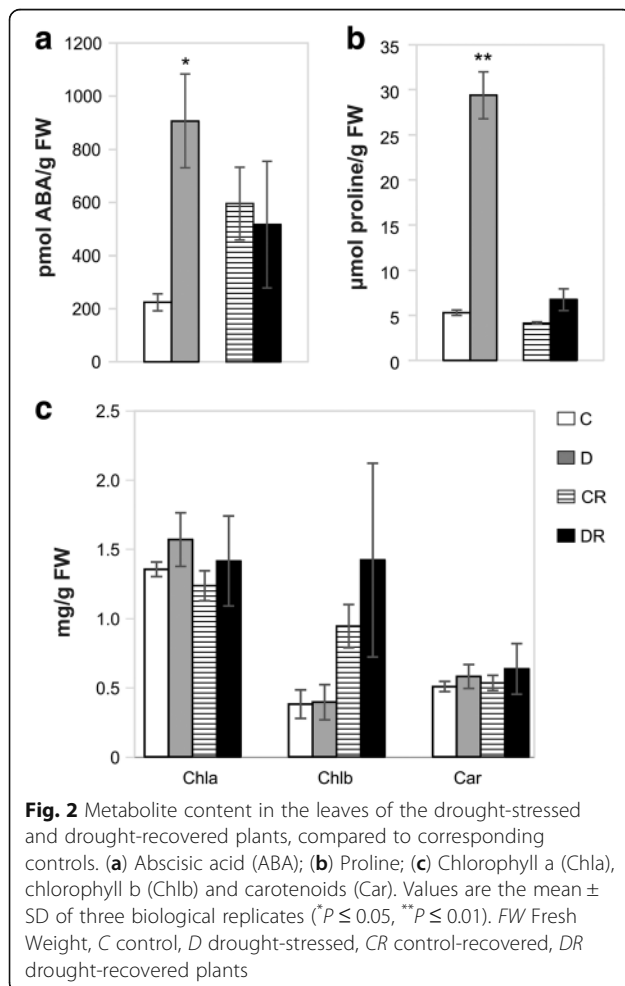 a
b
1200
1000
800
600
400
200
0
pmol ABA/g FW
*
35
30
25
20
15
10
5
0
µmol proline/g FW
**
c
2.5
2.0
1.5
1.0
0.5
0
mg/g FW
Chla
Chlb
Car
C
D
CR
DR
Fig. 2 Metabolite content in the leaves of the drought-stressed
and drought-recovered plants, compared to corresponding
controls. (a) Abscisic acid (ABA); (b) Proline; (c) Chlorophyll a (Chla),
chlorophyll b (Chlb) and carotenoids (Car). Values are the mean ±
SD of three biological replicates (*P ≤ 0.05, **P ≤ 0.01). FW Fresh
Weight, C control, D drought-stressed, CR control-recovered, DR
drought-recovered plants